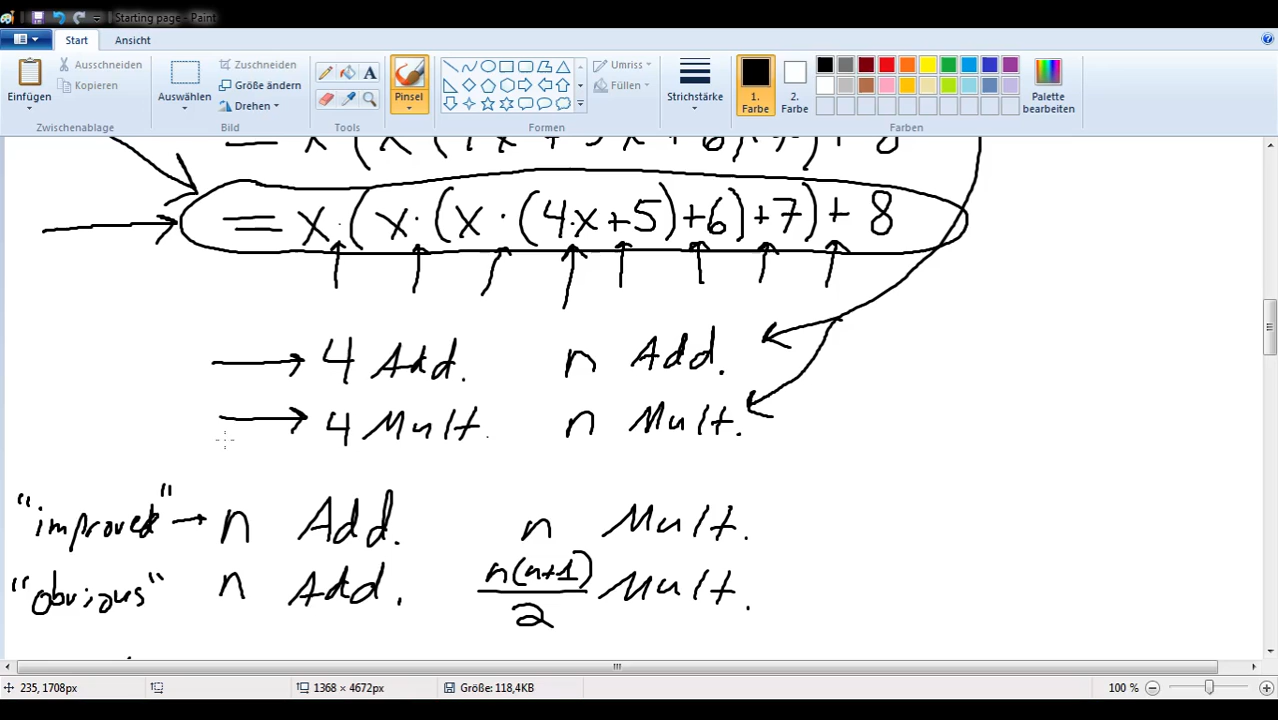 Starting page - Paint
Start Ansicht
Einfügen
Ausschneiden
Kopieren
Zwischenablage
Auswählen
Zuschneiden
Größe ändern
Drehen
Bild
Pinsel
Tools
Umriss
Füllen
Formen
Strichstärke
1. Farbe
2. Farbe
Palette bearbeiten
Farben
= x·(x·(x·(4·x+5)+6)+7)+8
4 Add. n Add.
4 Mult. n Mult.
"improved" → n Add. n Mult.
"obvious" n Add. n(n+1)/2 Mult.
235, 1708px
1368 × 4672px
Größe: 118,4KB
100 %